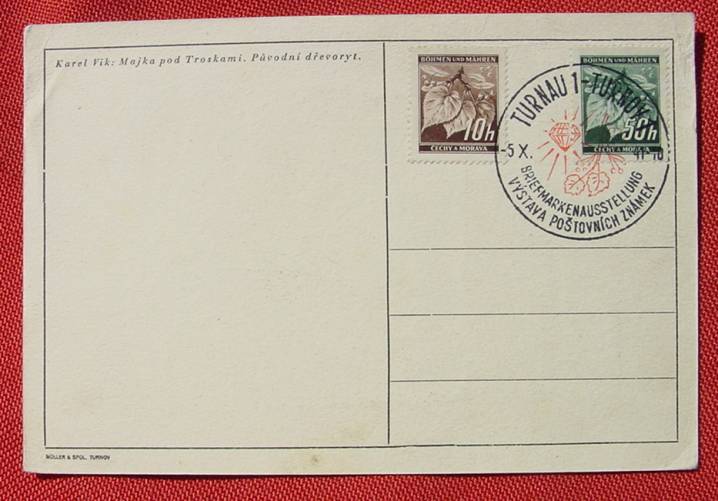 Karel Vik: Majka pod Troskami. Původní dřevoryt.
BÖHMEN UND MÄHREN
10h
ČECHY A MORAVA
BÖHMEN UND MÄHREN
50h
ČECHY A MORAVA
TURNAU 1-TURNOV
-5 X.
BRIEFMARKENAUSSTELLUNG
VÝSTAVA POŠTOVNÍCH ZNÁMEK
MÜLLER & SPOL. TURNOV